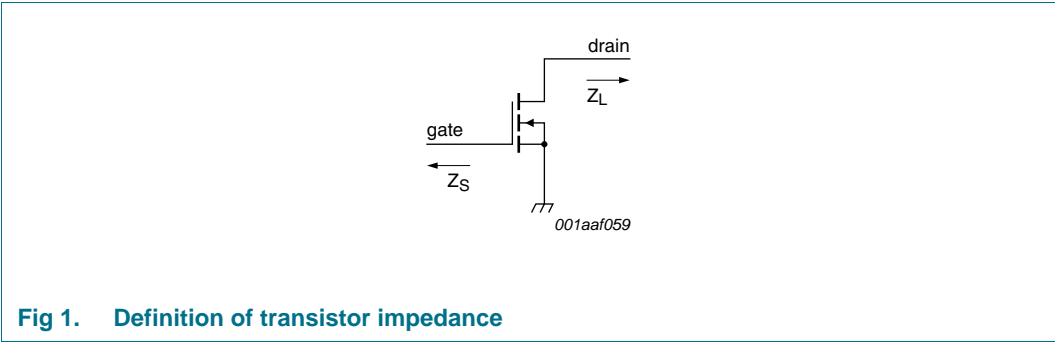 drain
Z_L
gate
Z_S
001aaf059
Fig 1. Definition of transistor impedance